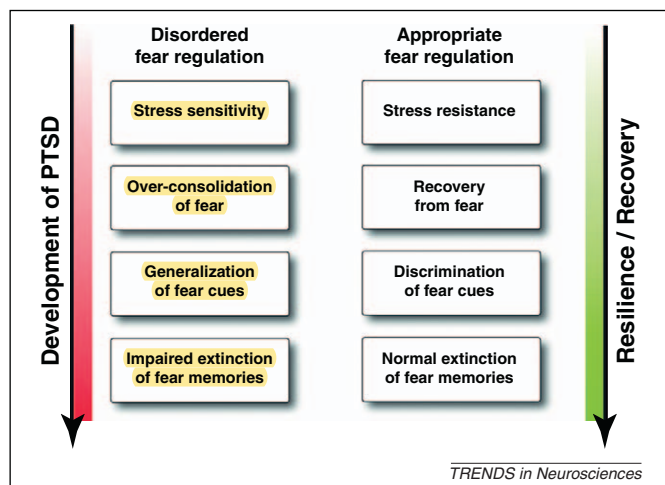 Disordered
fear regulation
Appropriate
fear regulation
Development of PTSD
Stress sensitivity
Stress resistance
Over-consolidation
of fear
Recovery
from fear
Generalization
of fear cues
Discrimination
of fear cues
Impaired extinction
of fear memories
Normal extinction
of fear memories
Resilience / Recovery
TRENDS in Neurosciences